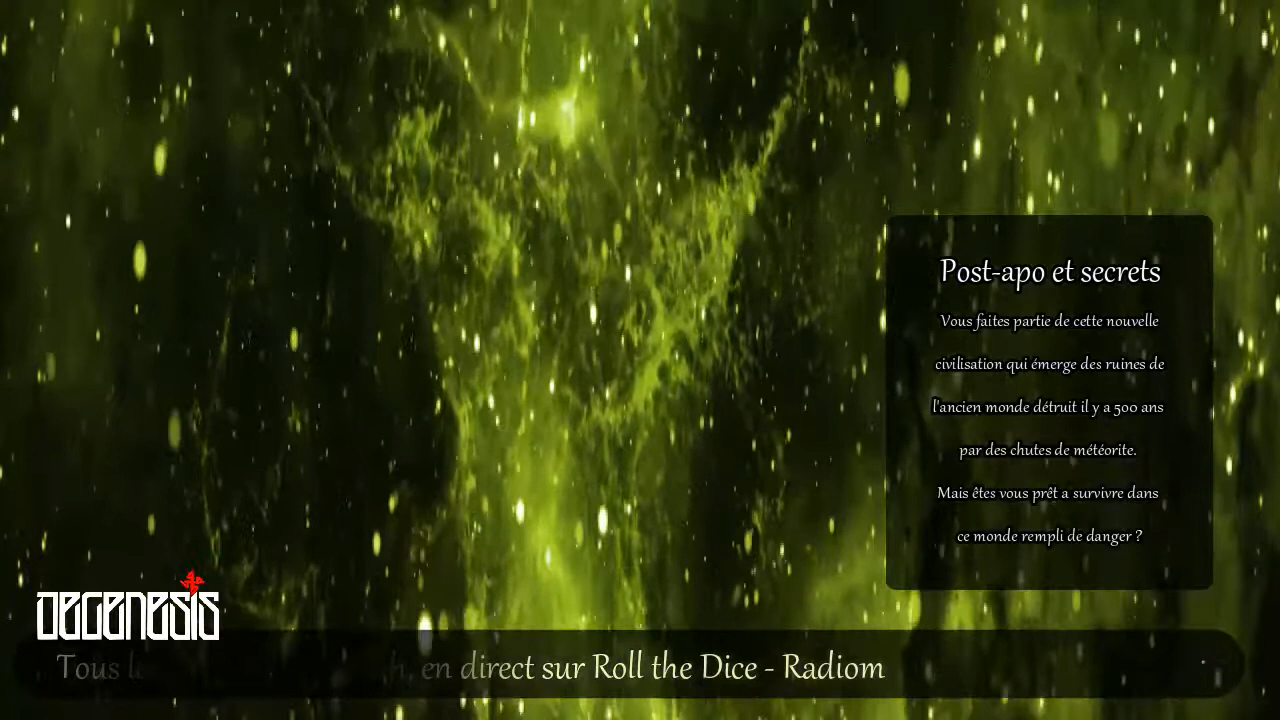 Post-apo et secrets
Vous faites partie de cette nouvelle
civilisation qui émerge des ruines de
l'ancien monde détruit il y a 500 ans
par des chutes de météorite.
Mais êtes vous prêt a survivre dans
ce monde rempli de danger ?
DEGENESIS
Tous en direct sur Roll the Dice - Radiom